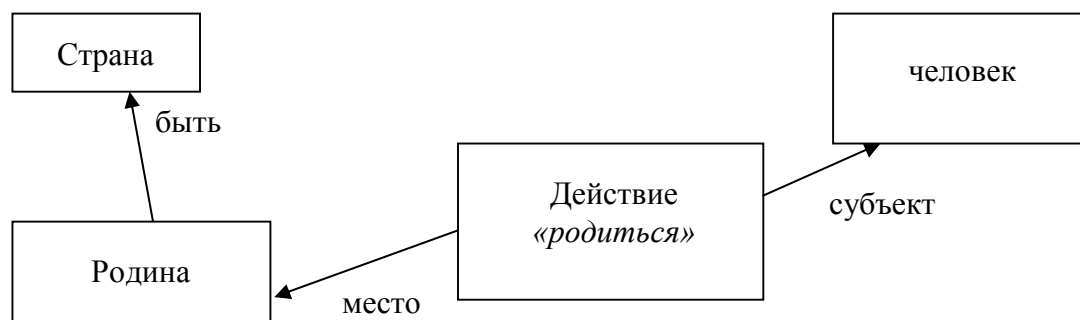 Страна
человек
быть
Действие
«родиться»
субъект
Родина
место